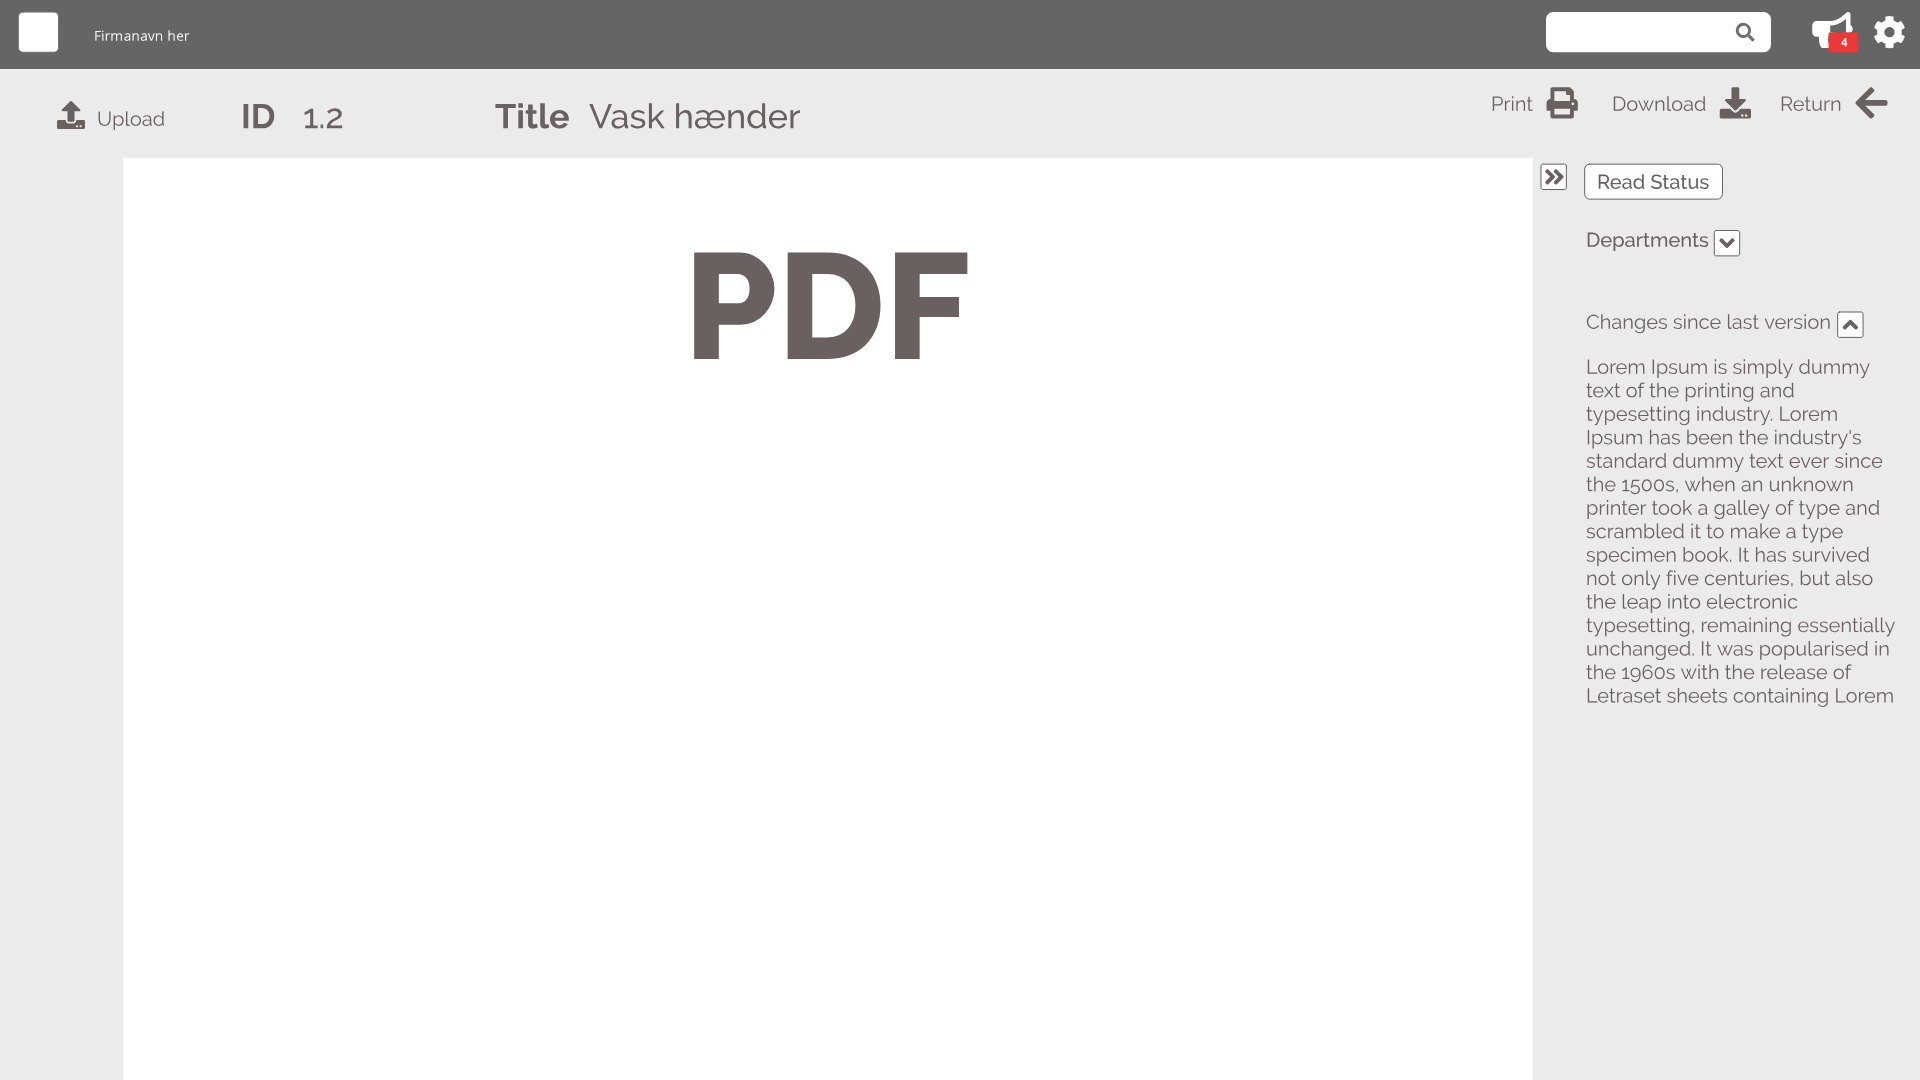 Firmanavn her
4
Upload
ID 1.2
Title Vask hænder
Print
Download
Return
PDF
Read Status
Departments
Changes since last version
Lorem Ipsum is simply dummy
text of the printing and
typesetting industry. Lorem
Ipsum has been the industry's
standard dummy text ever since
the 1500s, when an unknown
printer took a galley of type and
scrambled it to make a type
specimen book. It has survived
not only five centuries, but also
the leap into electronic
typesetting, remaining essentially
unchanged. It was popularised in
the 1960s with the release of
Letraset sheets containing Lorem